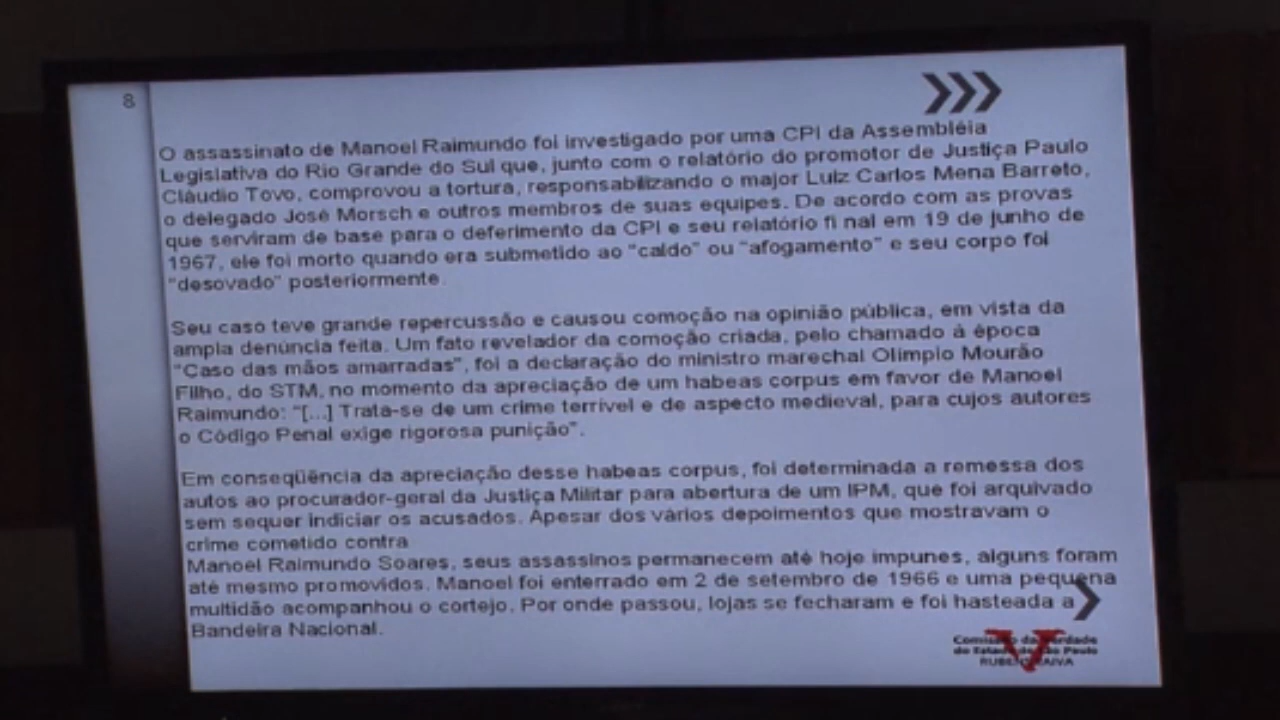 8
O assassinato de Manoel Raimundo foi investigado por uma CPI da Assembléia
Legislativa do Rio Grande do Sul que, junto com o relatório do promotor de Justiça Paulo
Cláudio Tovo, comprovou a tortura, responsabilizando o major Luiz Carlos Mena Barreto,
o delegado José Morsch e outros membros de suas equipes. De acordo com as provas
que serviram de base para o deferimento da CPI e seu relatório fi nal em 19 de junho de
1967, ele foi morto quando era submetido ao "caldo" ou "afogamento" e seu corpo foi
"desovado" posteriormente.
Seu caso teve grande repercussão e causou comoção na opinião pública, em vista da
ampla denúncia feita. Um fato revelador da comoção criada, pelo chamado à época
"Caso das mãos amarradas", foi a declaração do ministro marechal Olímpio Mourão
Filho, do STM, no momento da apreciação de um habeas corpus em favor de Manoel
Raimundo: "[...] Trata-se de um crime terrível e de aspecto medieval, para cujos autores
o Código Penal exige rigorosa punição".
Em conseqüência da apreciação desse habeas corpus, foi determinada a remessa dos
autos ao procurador-geral da Justiça Militar para abertura de um IPM, que foi arquivado
sem sequer indiciar os acusados. Apesar dos vários depoimentos que mostravam o
crime cometido contra
Manoel Raimundo Soares, seus assassinos permanecem até hoje impunes, alguns foram
até mesmo promovidos. Manoel foi enterrado em 2 de setembro de 1966 e uma pequena
multidão acompanhou o cortejo. Por onde passou, lojas se fecharam e foi hasteada a
Bandeira Nacional.
Comissão da Verdade
do Estado de São Paulo
RUBENS PAIVA